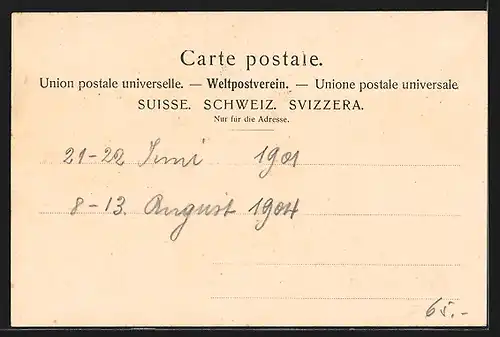 Carte postale.
Union postale universelle. — Weltpostverein. — Unione postale universale.
SUISSE. SCHWEIZ. SVIZZERA.
Nur für die Adresse.
21-22 Juni 1901
8-13. August 1904
65.-